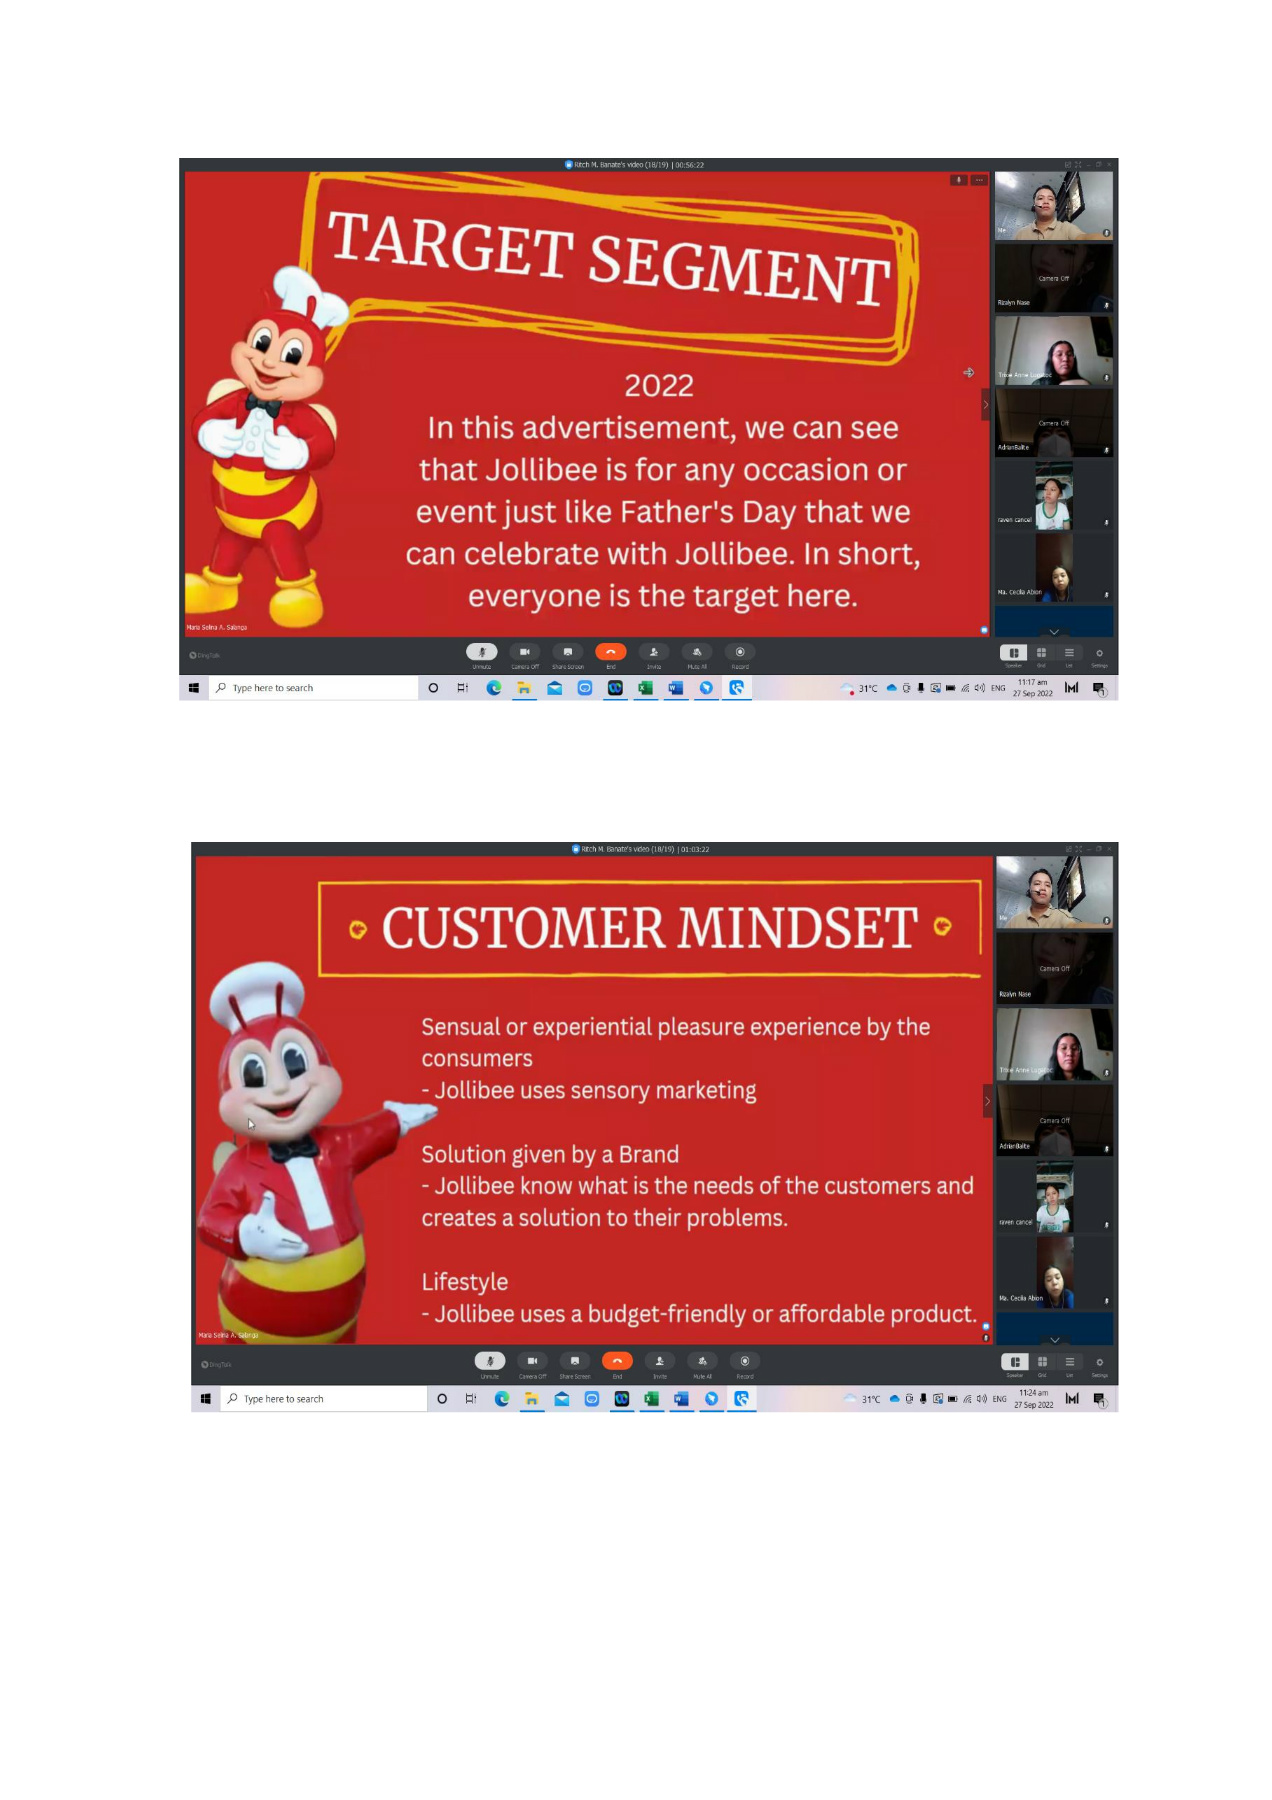 Ritch M. Banate's video (18/19) | 00:56:22
TARGET SEGMENT
2022
In this advertisement, we can see
that Jollibee is for any occasion or
event just like Father's Day that we
can celebrate with Jollibee. In short,
everyone is the target here.
Maria Selina A. Salinga
Me
Camera Off
Rizalyn Nase
Trixie Anne
Camera Off
AdrianBalite
raven cancel
Ma. Cecilia Abion
DingTalk
Unmute
Camera Off
Share Screen
End
Invite
Mute All
Record
Speaker
Grid
List
Settings
Type here to search
31°C
ENG
11:17 am
27 Sep 2022
Ritch M. Banate's video (18/19) | 01:03:22
CUSTOMER MINDSET
Sensual or experiential pleasure experience by the
consumers
- Jollibee uses sensory marketing
Solution given by a Brand
- Jollibee know what is the needs of the customers and
creates a solution to their problems.
Lifestyle
- Jollibee uses a budget-friendly or affordable product.
Maria Selina A. Salinga
Me
Camera Off
Rizalyn Nase
Trixie Anne
Camera Off
AdrianBalite
raven cancel
Ma. Cecilia Abion
DingTalk
Unmute
Camera Off
Share Screen
End
Invite
Mute All
Record
Speaker
Grid
List
Settings
Type here to search
31°C
ENG
11:24 am
27 Sep 2022